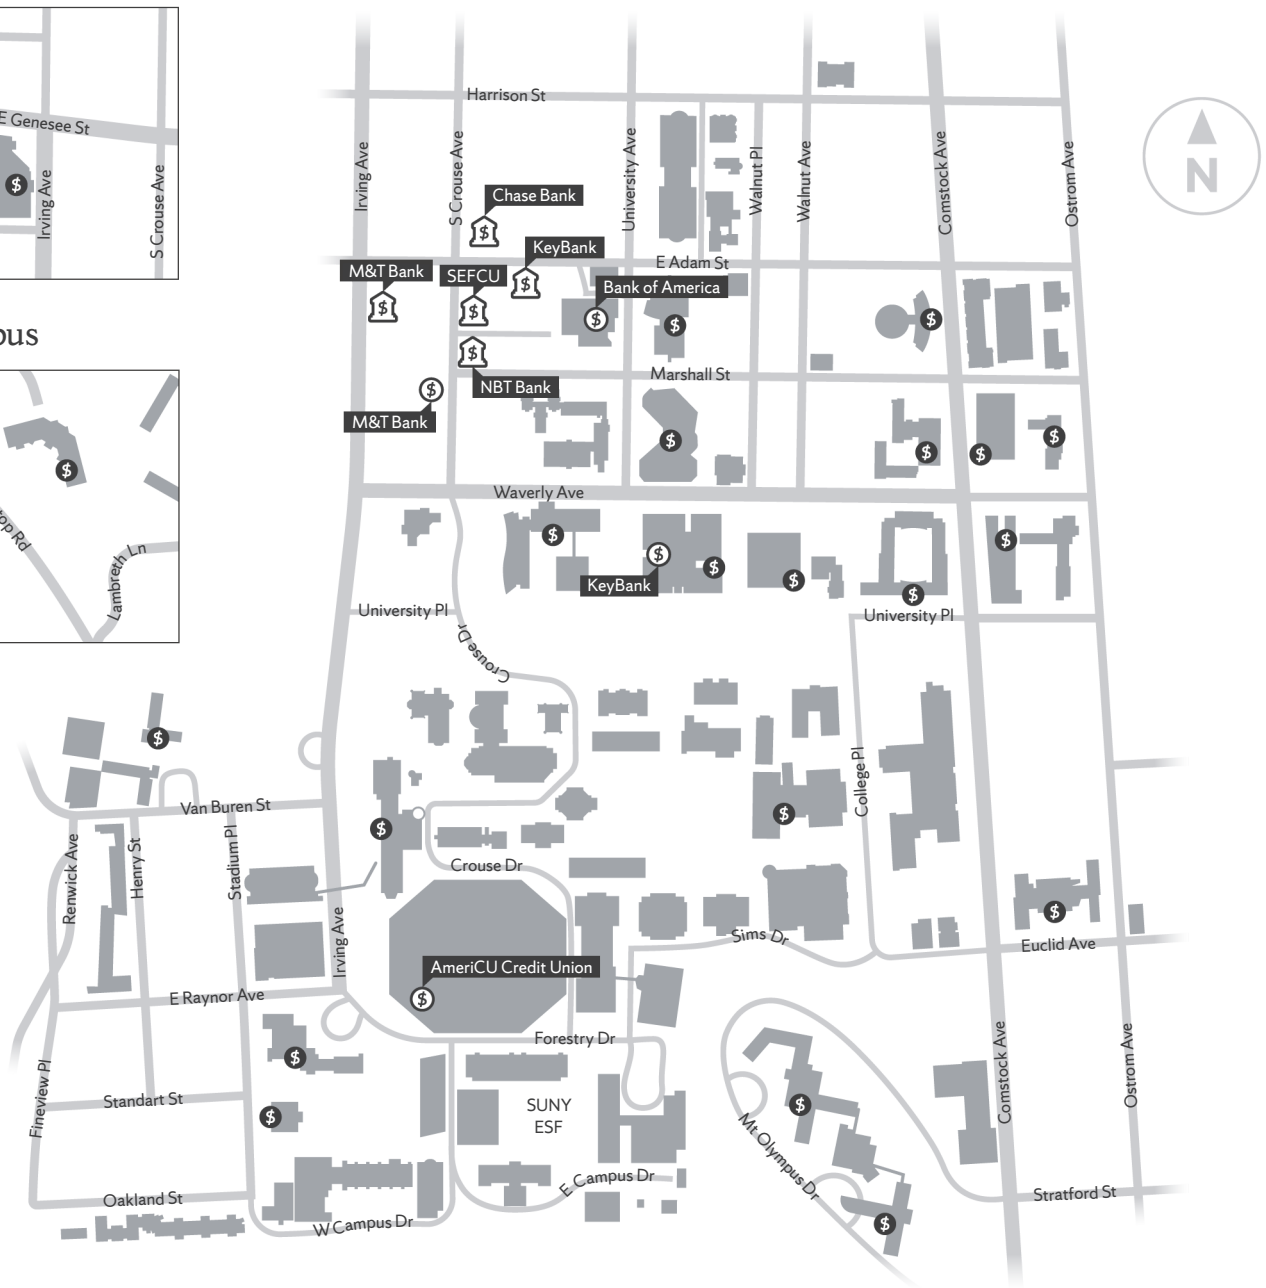 E Genesee St
Irving Ave
S Crouse Ave
pus
top Rd
Lambreth Ln
Harrison St
Irving Ave
S Crouse Ave
University Ave
Walnut Pl
Walnut Ave
Comstock Ave
Ostrom Ave
N
Chase Bank
KeyBank
E Adam St
M&T Bank
SEFCU
Bank of America
Marshall St
NBT Bank
M&T Bank
Waverly Ave
KeyBank
University Pl
University Pl
Crouse Dr
College Pl
Van Buren St
Renwick Ave
Henry St
Stadium Pl
Crouse Dr
Irving Ave
Sims Dr
Euclid Ave
AmeriCU Credit Union
E Raynor Ave
Forestry Dr
Fineview Pl
Standart St
SUNY
ESF
Mt Olympus Dr
Comstock Ave
Ostrom Ave
E Campus Dr
Oakland St
W Campus Dr
Stratford St